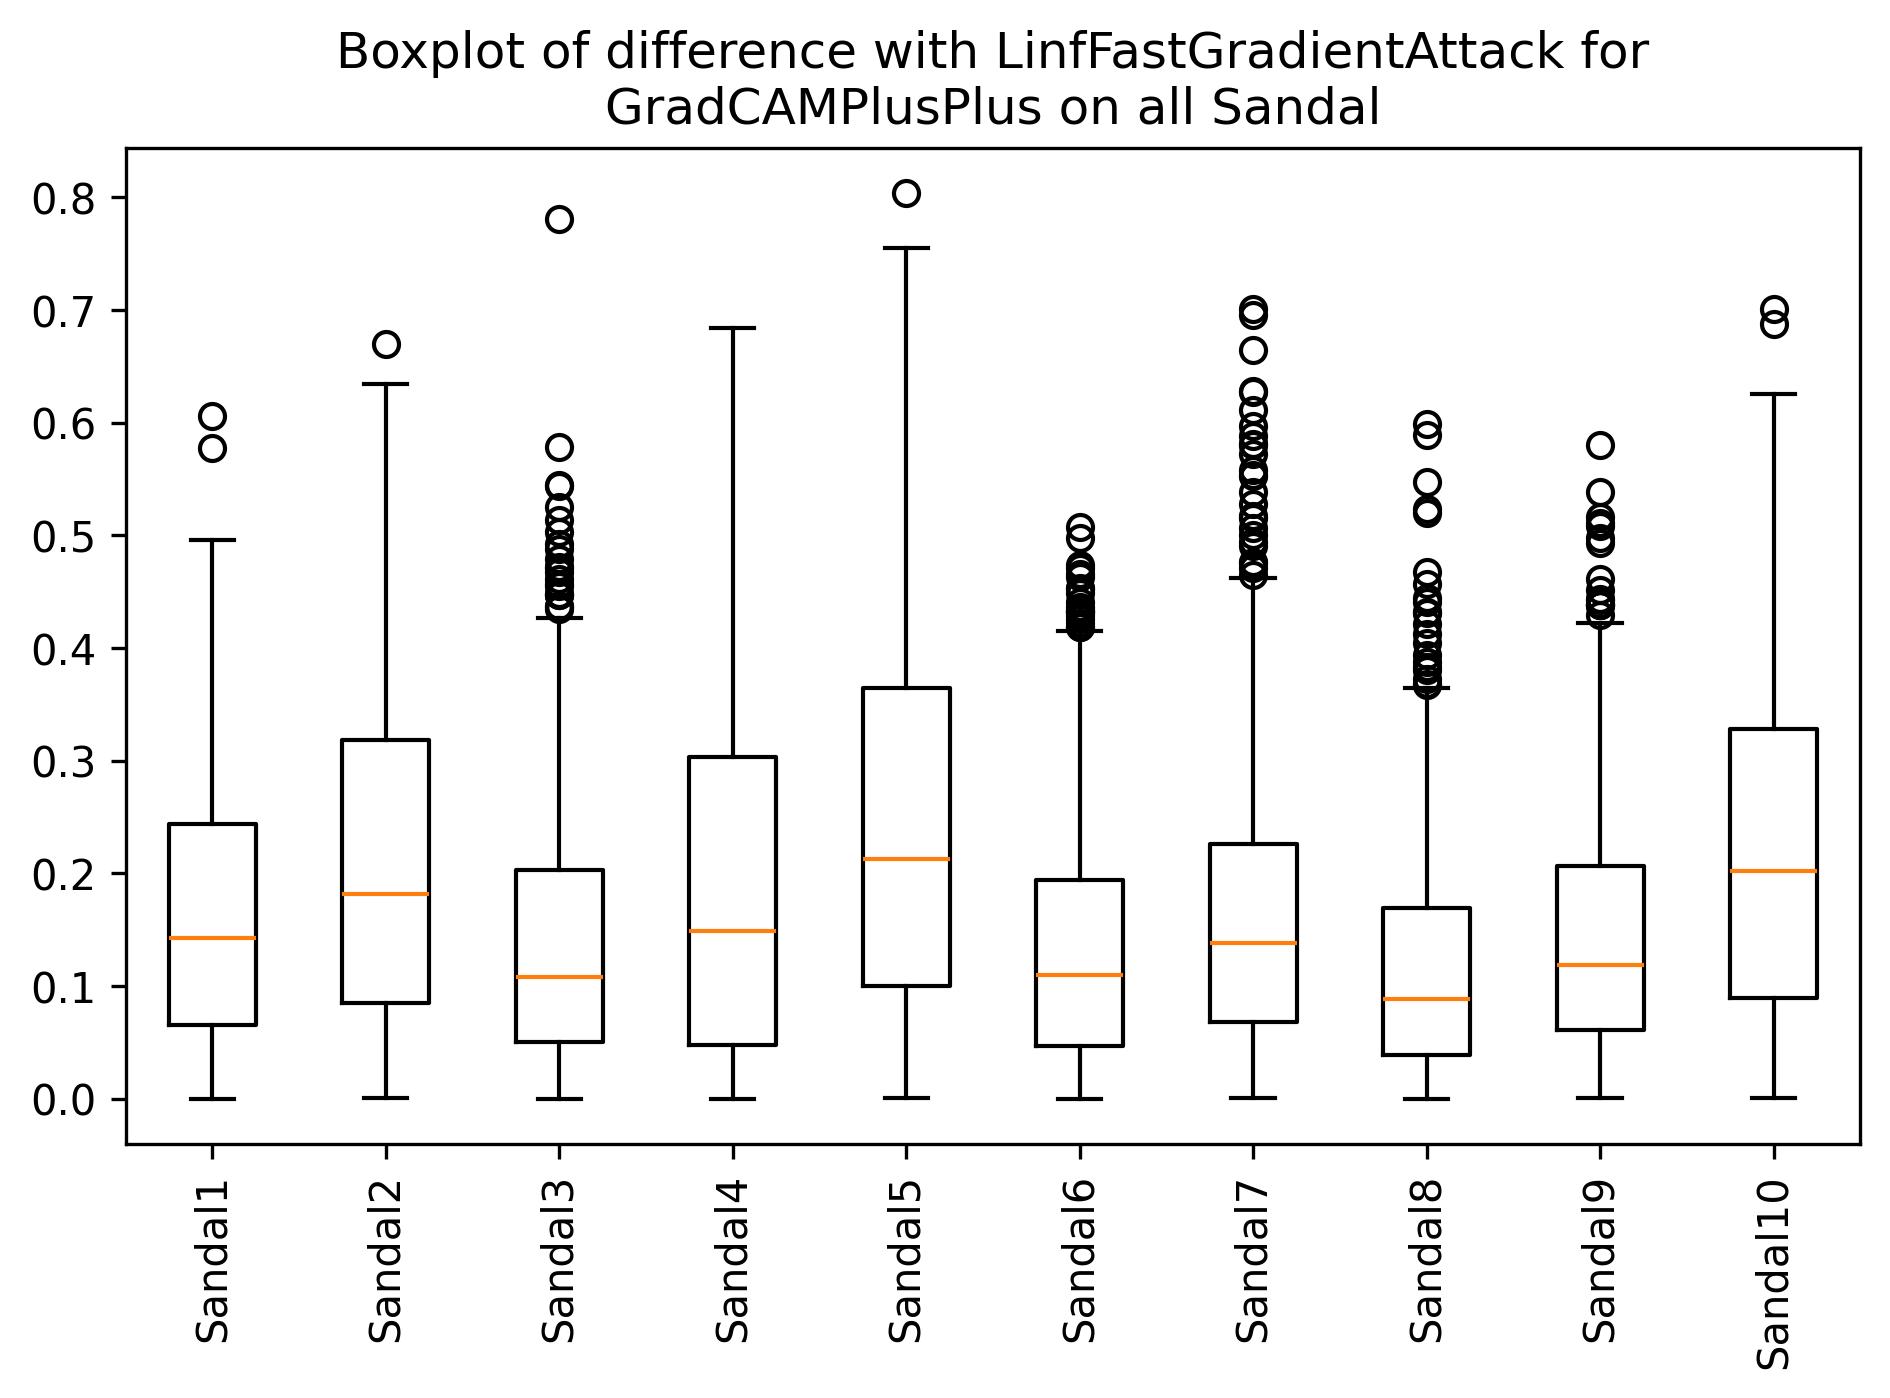 Boxplot of difference with LinfFastGradientAttack for
GradCAMPlusPlus on all Sandal
0.8
0.7
0.6
0.5
0.4
0.3
0.2
0.1
0.0
Sandal1
Sandal2
Sandal3
Sandal4
Sandal5
Sandal6
Sandal7
Sandal8
Sandal9
Sandal10